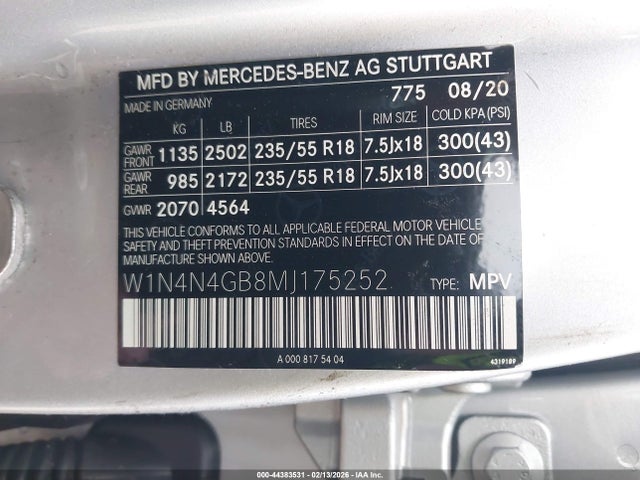 MFD BY MERCEDES-BENZ AG STUTTGART
MADE IN GERMANY 775 08/20
KG LB TIRES RIM SIZE COLD KPA (PSI)
GAWR FRONT 1135 2502 235/55 R18 7.5Jx18 300(43)
GAWR REAR 985 2172 235/55 R18 7.5Jx18 300(43)
GVWR 2070 4564
THIS VEHICLE CONFORMS TO ALL APPLICABLE FEDERAL MOTOR VEHICLE
SAFETY BUMPER, AND THEFT PREVENTION STANDARDS IN EFFECT ON THE DATE
OF MANUFACTURE SHOWN ABOVE.
W1N4N4GB8MJ175252 TYPE: MPV
A 000 817 54 04 4319189
000-44383531 - 02/13/2026 - Copart